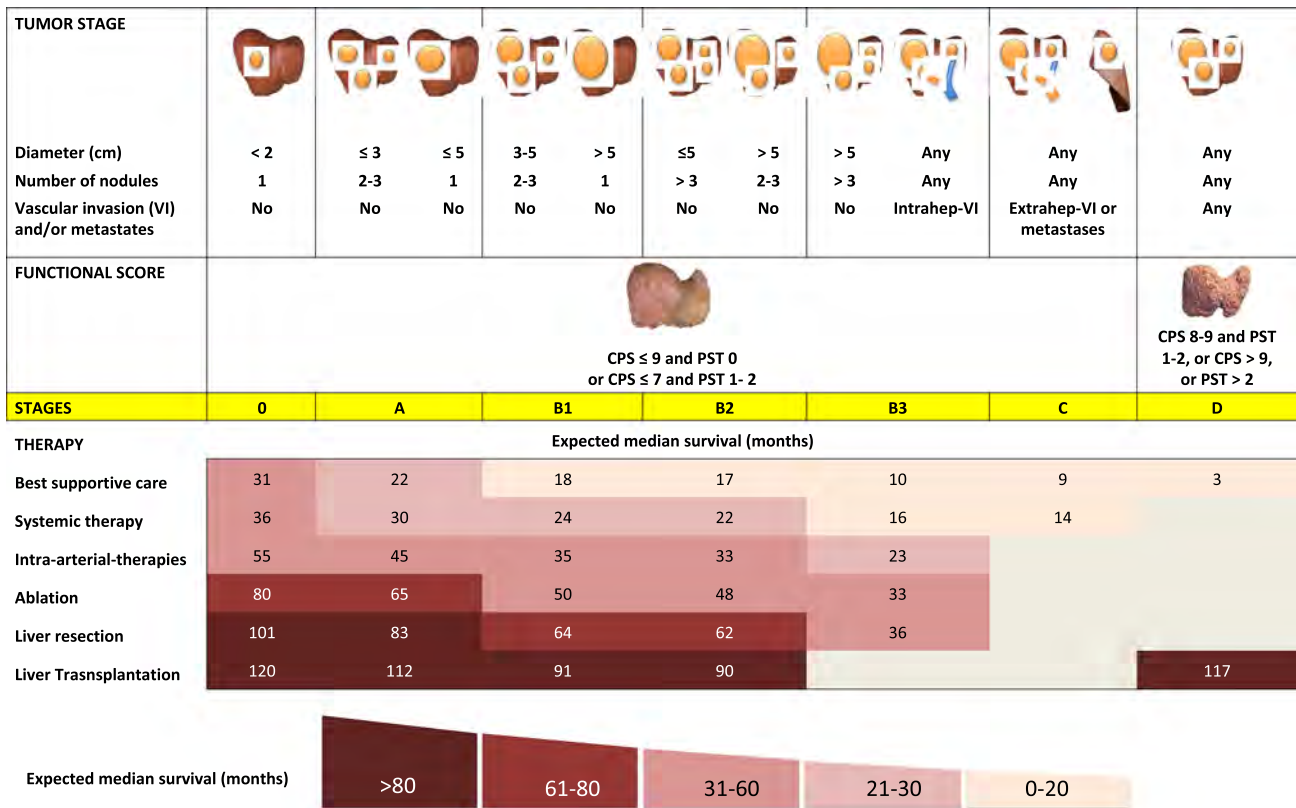 TUMOR STAGE
Diameter (cm) < 2 ≤ 3 ≤ 5 3-5 > 5 ≤5 > 5 > 5 Any Any Any
Number of nodules 1 2-3 1 2-3 1 > 3 2-3 > 3 Any Any Any
Vascular invasion (VI) No No No No No No No No Intrahep-VI Extrahep-VI or Any
and/or metastates metastases
FUNCTIONAL SCORE
CPS ≤ 9 and PST 0
or CPS ≤ 7 and PST 1- 2
CPS 8-9 and PST
1-2, or CPS > 9,
or PST > 2
STAGES 0 A B1 B2 B3 C D
THERAPY Expected median survival (months)
Best supportive care 31 22 18 17 10 9 3
Systemic therapy 36 30 24 22 16 14
Intra-arterial-therapies 55 45 35 33 23
Ablation 80 65 50 48 33
Liver resection 101 83 64 62 36
Liver Trasnsplantation 120 112 91 90 117
Expected median survival (months) >80 61-80 31-60 21-30 0-20